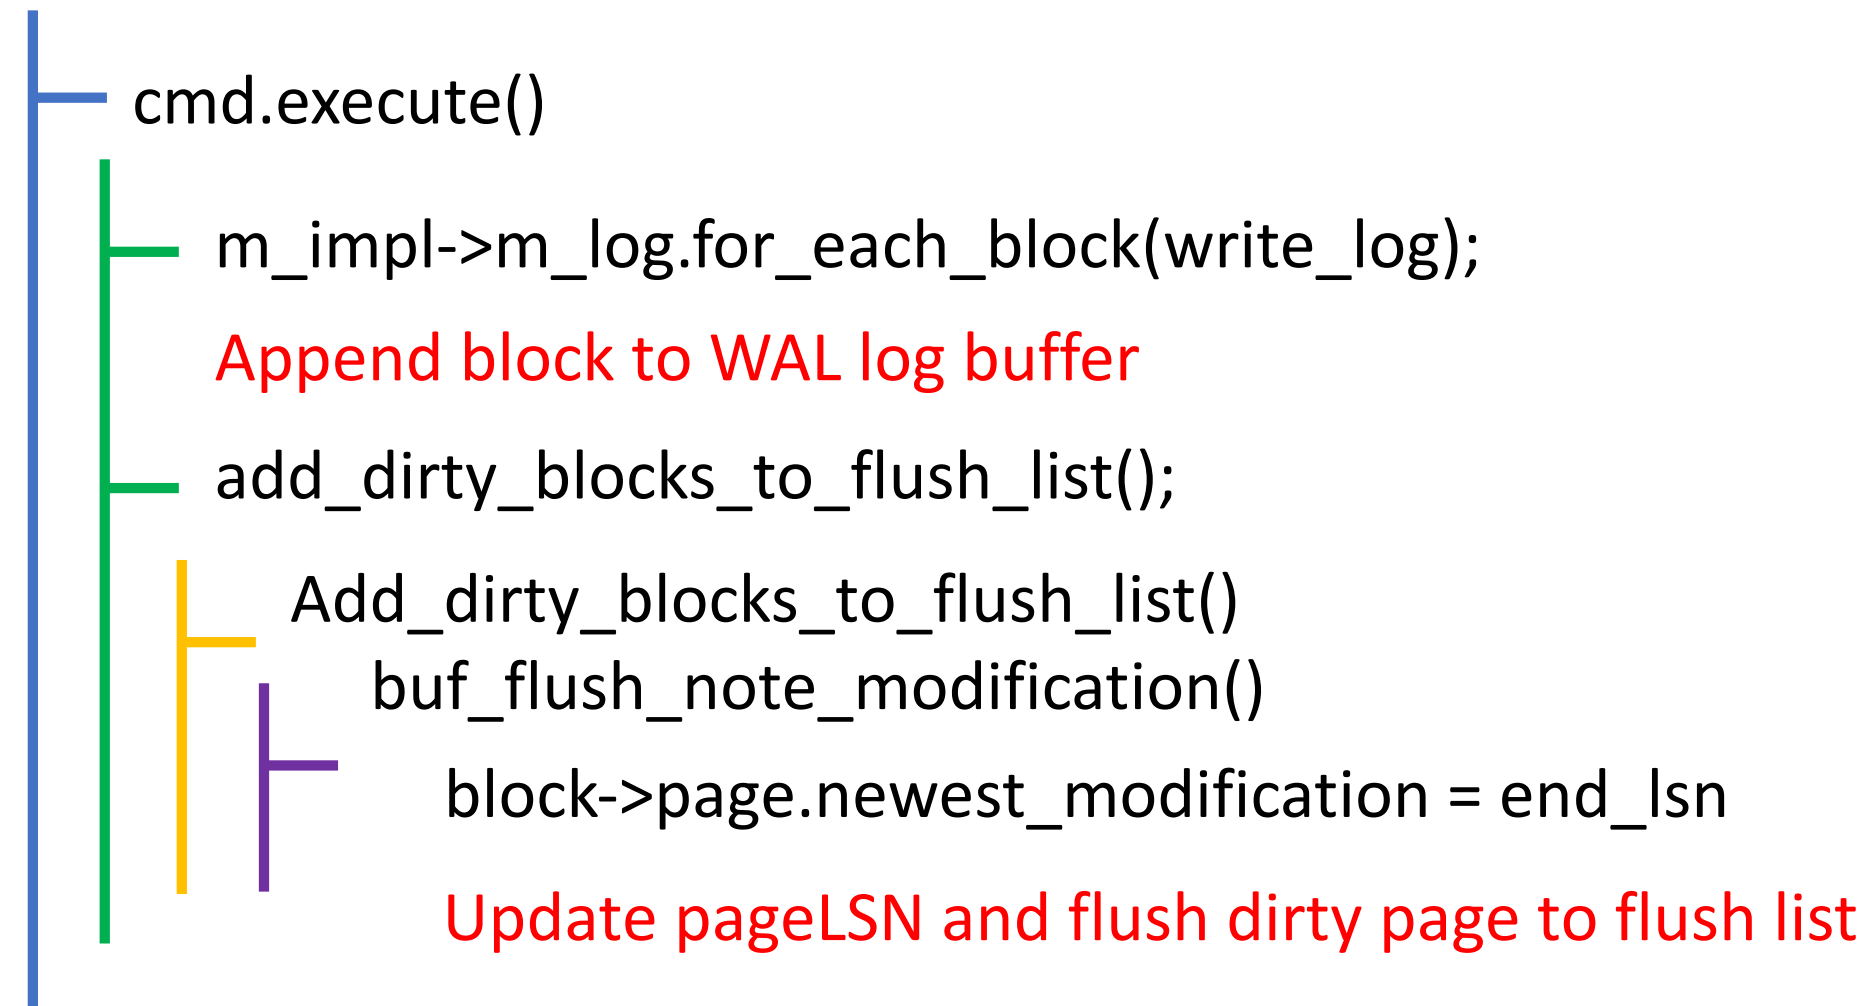 cmd.execute()
m_impl->m_log.for_each_block(write_log);
Append block to WAL log buffer
add_dirty_blocks_to_flush_list();
Add_dirty_blocks_to_flush_list()
buf_flush_note_modification()
block->page.newest_modification = end_lsn
Update pageLSN and flush dirty page to flush list